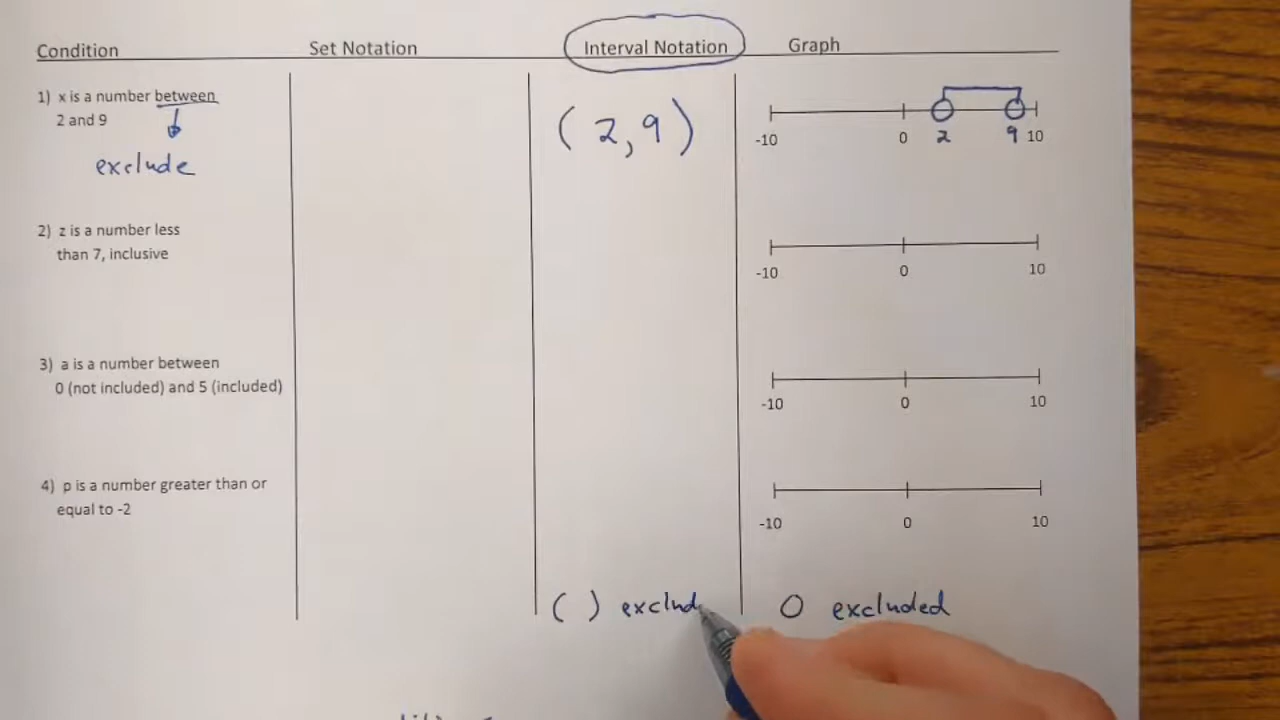 Condition Set Notation Interval Notation Graph
1) x is a number between
2 and 9
exclude
( 2, 9 )
-10 0 2 9 10
2) z is a number less
than 7, inclusive
-10 0 10
3) a is a number between
0 (not included) and 5 (included)
-10 0 10
4) p is a number greater than or
equal to -2
-10 0 10
( ) exclud
O excluded